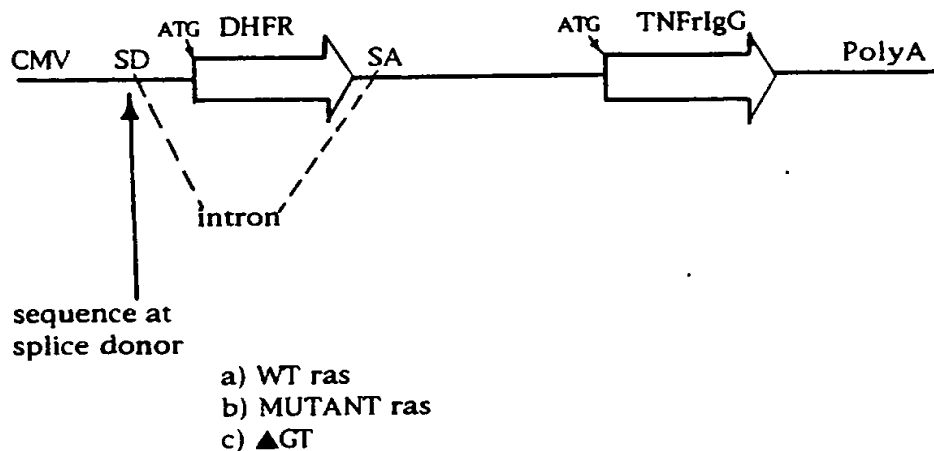 ATG DHFR ATG TNFrIgG
CMV SD SA PolyA
intron
sequence at
splice donor
a) WT ras
b) MUTANT ras
c) ▲GT